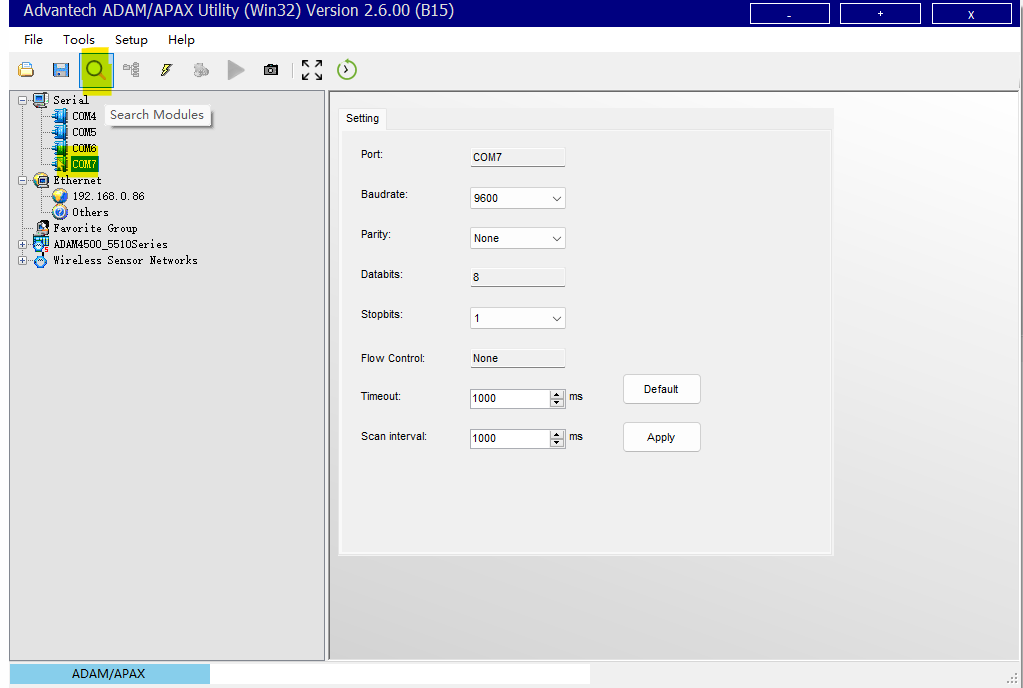 Advantech ADAM/APAX Utility (Win32) Version 2.6.00 (B15)
- + X
File Tools Setup Help
Serial
COM4
Search Modules
COM5
COM6
COM7
Ethernet
192.168.0.86
Others
Favorite Group
ADAM4500_5510Series
Wireless Sensor Networks
Setting
Port: COM7
Baudrate: 9600
Parity: None
Databits: 8
Stopbits: 1
Flow Control: None
Timeout: 1000 ms
Default
Scan interval: 1000 ms
Apply
ADAM/APAX